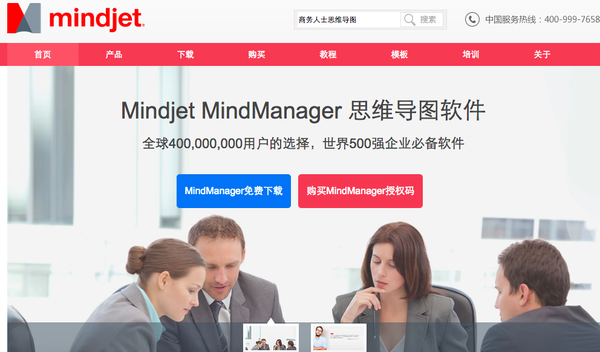 mindjet®
商务人士思维导图
搜索
中国服务热线：400-999-7658
首页
产品
下载
购买
教程
模板
培训
关于
Mindjet MindManager 思维导图软件
全球400,000,000用户的选择，世界500强企业必备软件
MindManager免费下载
购买MindManager授权码